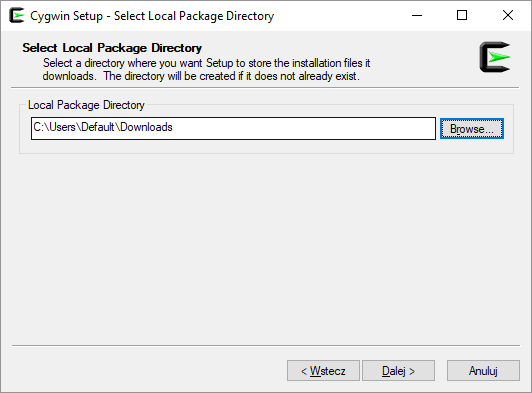 Cygwin Setup - Select Local Package Directory
Select Local Package Directory
Select a directory where you want Setup to store the installation files it
downloads. The directory will be created if it does not already exist.
Local Package Directory
C:\Users\Default\Downloads
Browse...
< Wstecz
Dalej >
Anuluj